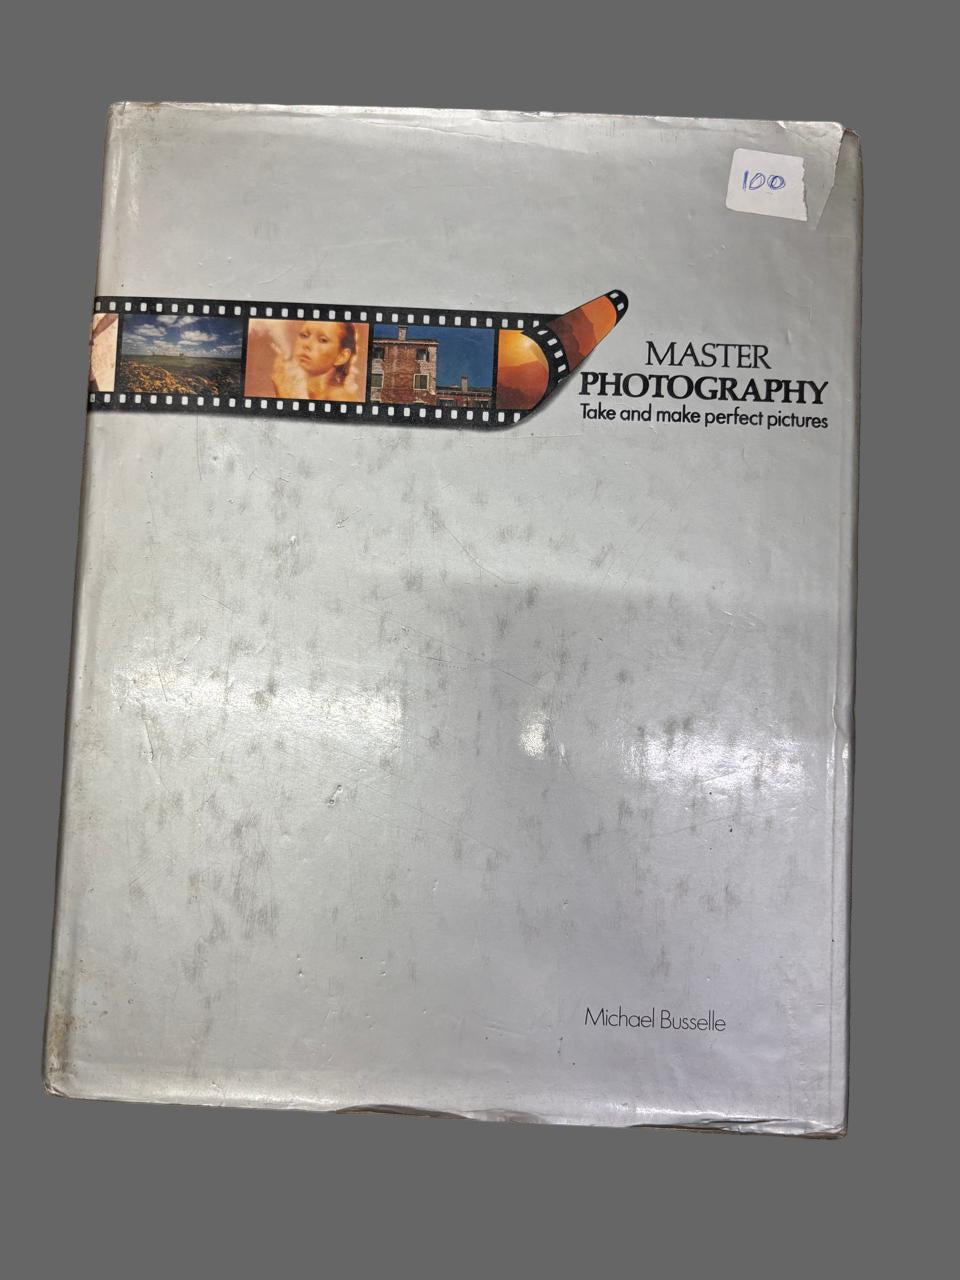 100
MASTER
PHOTOGRAPHY
Take and make perfect pictures
Michael Busselle